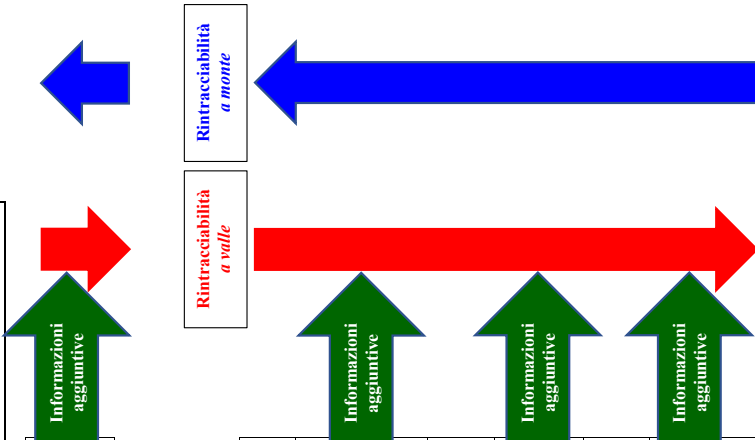 Rintracciabilità
a monte
Rintracciabilità
a valle
Informazioni
aggiuntive
Informazioni
aggiuntive
Informazioni
aggiuntive
Informazioni
aggiuntive